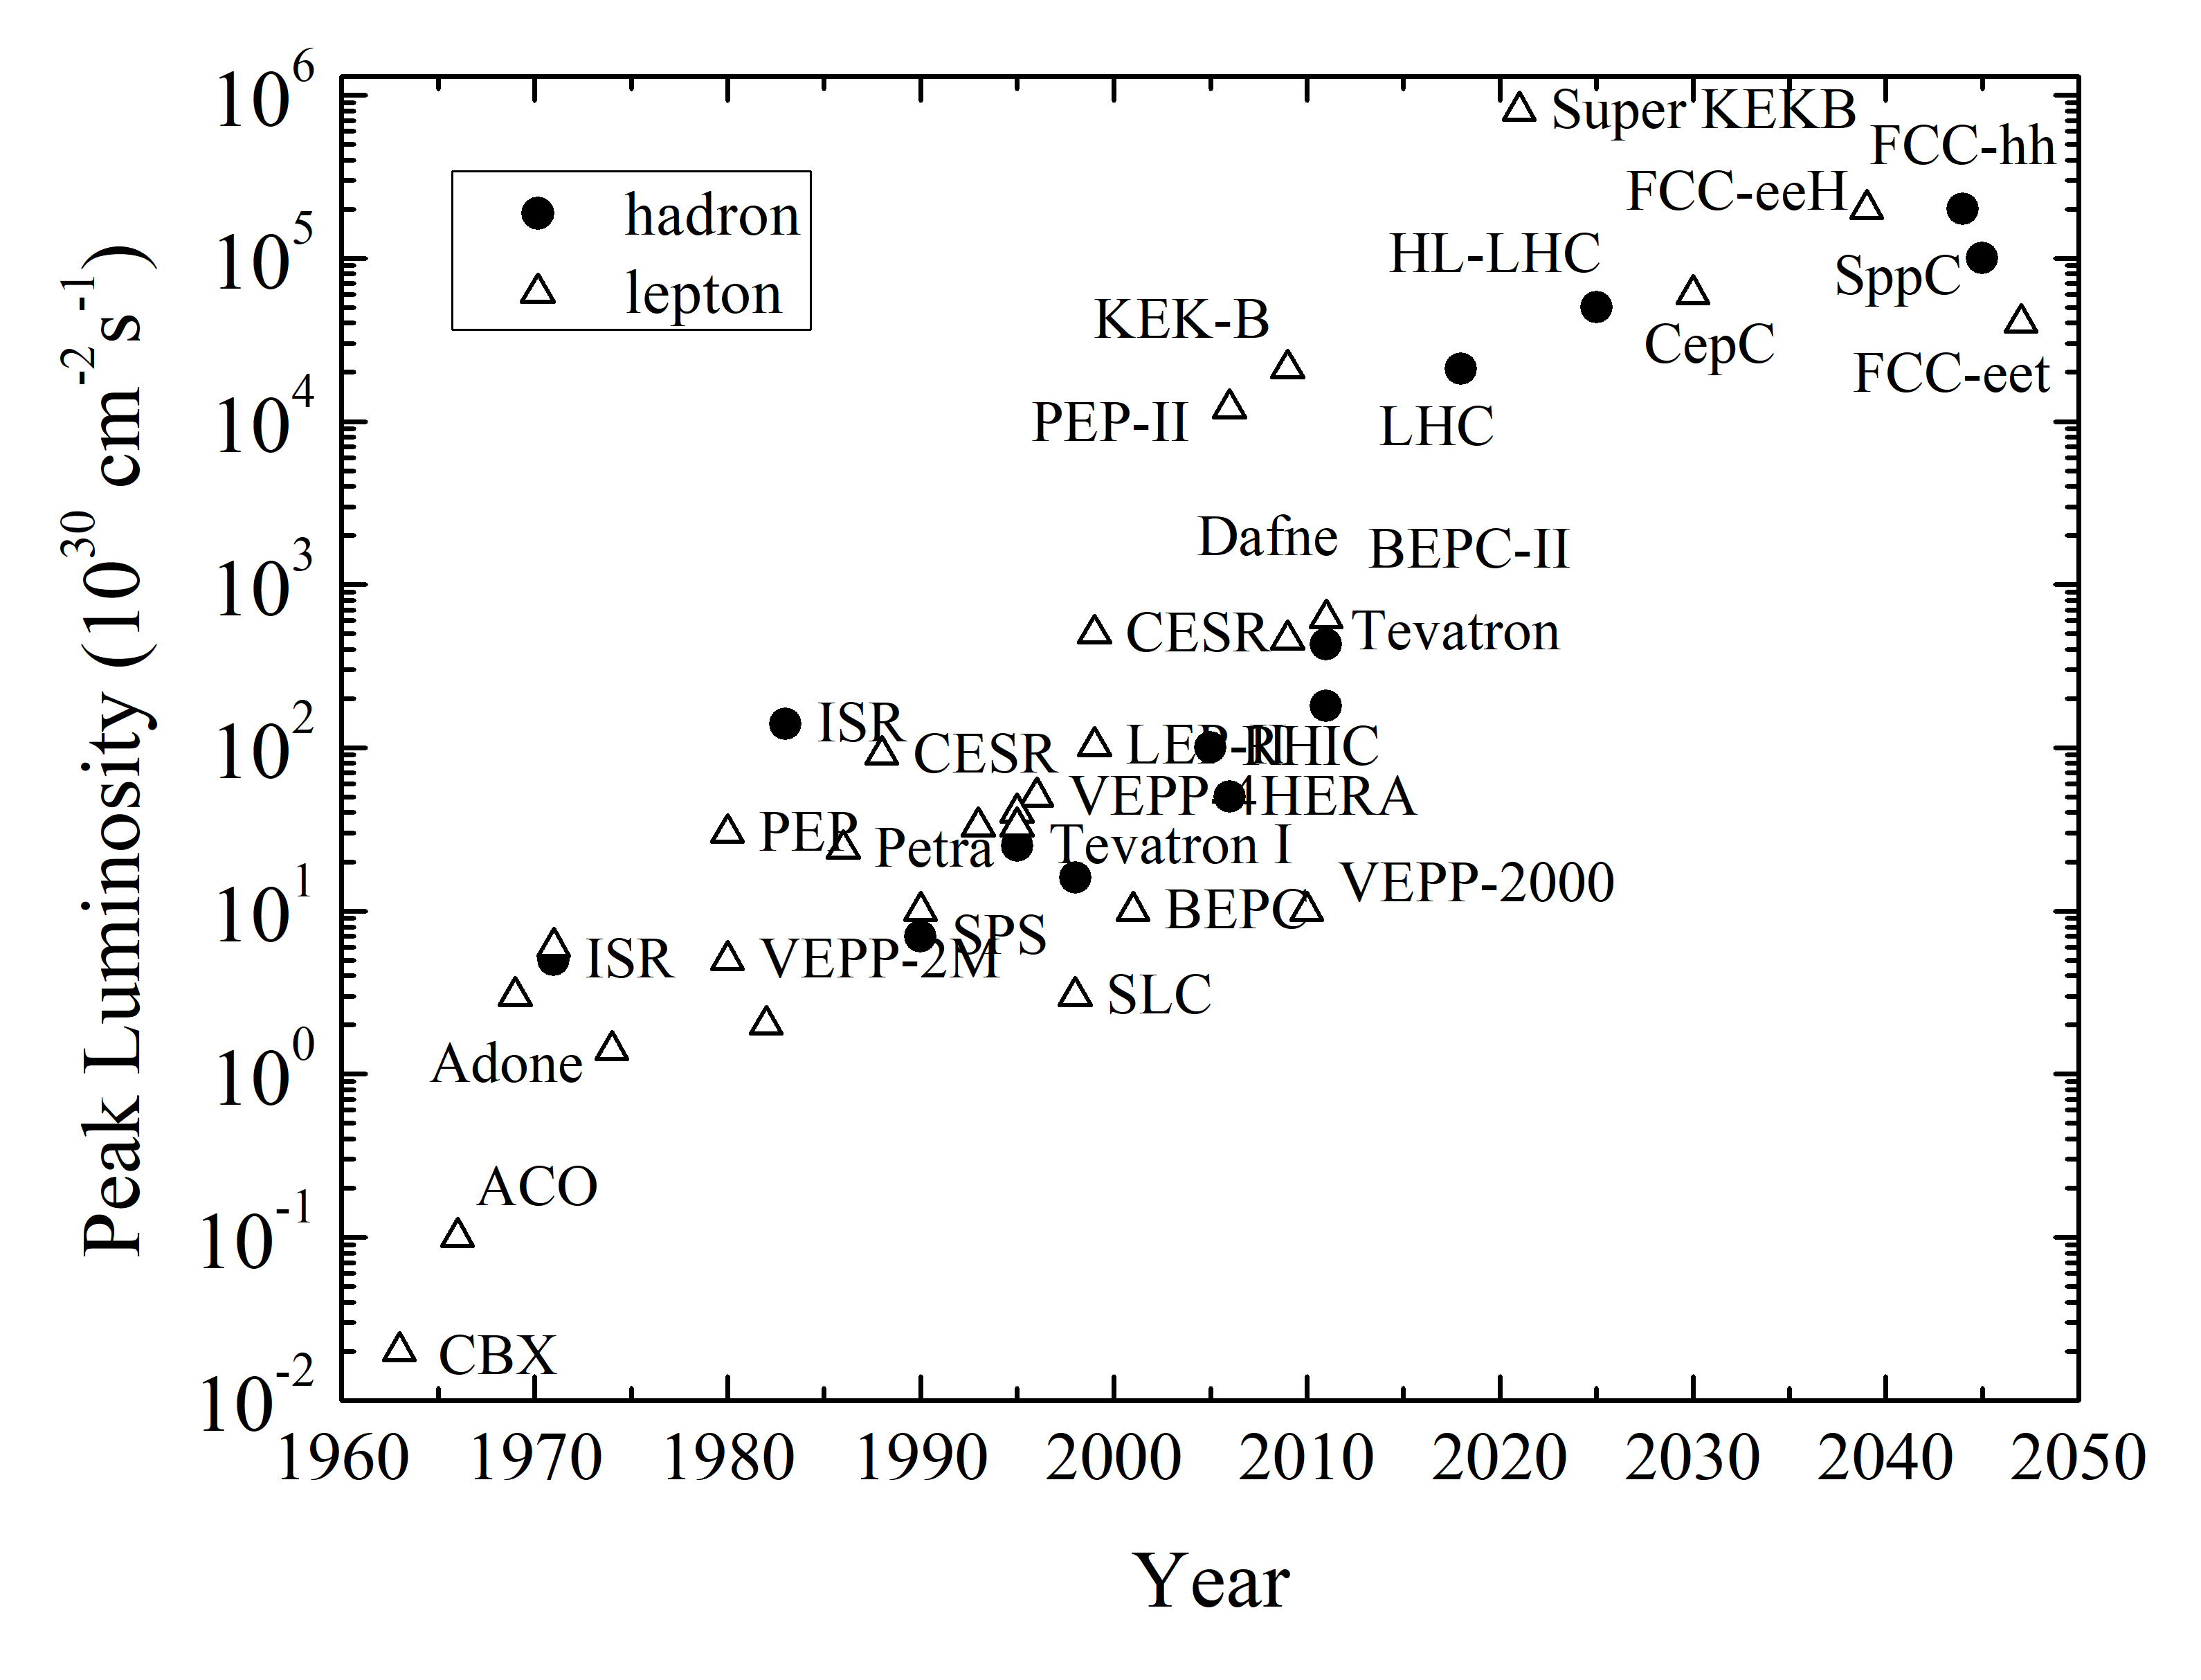 10^6
10^5
10^4
10^3
10^2
10^1
10^0
10^-1
10^-2
Peak Luminosity (10^30 cm^-2 s^-1)
hadron
lepton
Super KEKB
FCC-hh
FCC-eeH
HL-LHC
SppC
KEK-B
CepC
FCC-eet
PEP-II
LHC
Dafne
BEPC-II
CESR
Tevatron
ISR
CESR
LEP-II
RHIC
VEPP-4
HERA
PER
Petra
Tevatron I
VEPP-2000
BEPC
SPS
ISR
VEPP-2M
SLC
Adone
ACO
CBX
1960 1970 1980 1990 2000 2010 2020 2030 2040 2050
Year